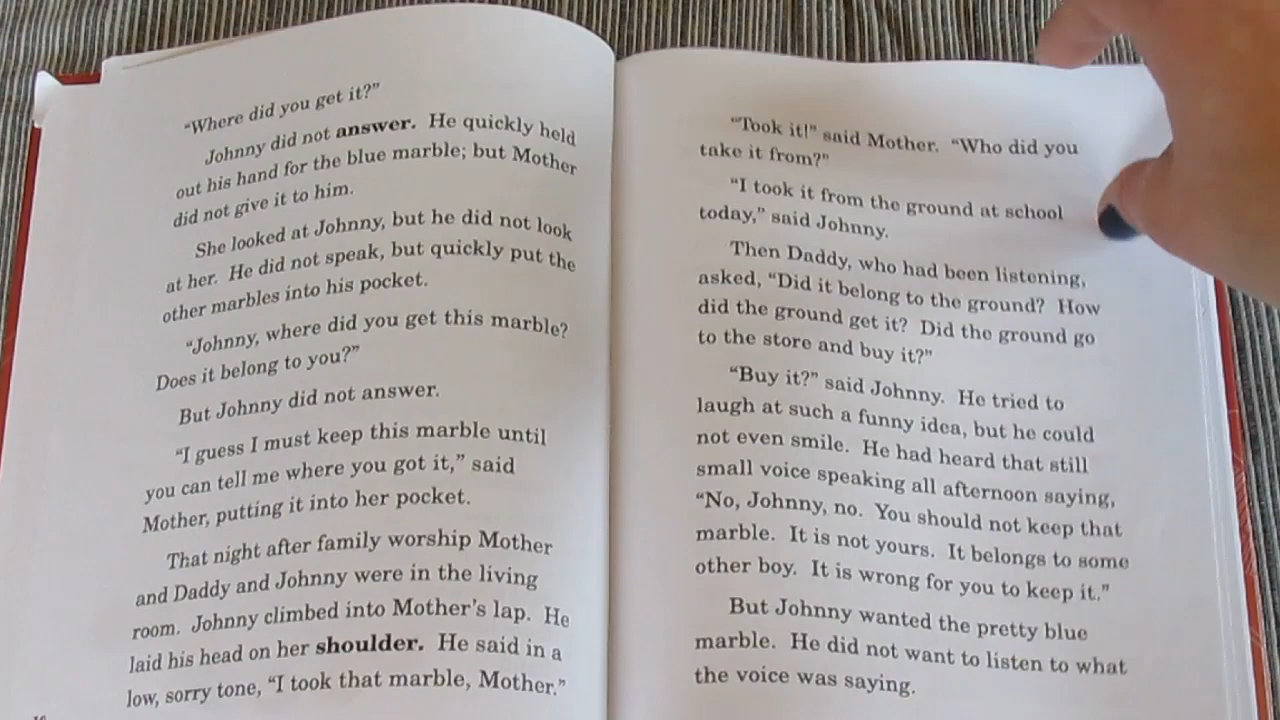 "Where did you get it?"
Johnny did not answer. He quickly held
out his hand for the blue marble; but Mother
did not give it to him.
She looked at Johnny, but he did not look
at her. He did not speak, but quickly put the
other marbles into his pocket.
"Johnny, where did you get this marble?
Does it belong to you?"
But Johnny did not answer.
"I guess I must keep this marble until
you can tell me where you got it," said
Mother, putting it into her pocket.
That night after family worship Mother
and Daddy and Johnny were in the living
room. Johnny climbed into Mother's lap. He
laid his head on her shoulder. He said in a
low, sorry tone, "I took that marble, Mother."
"Took it!" said Mother. "Who did you
take it from?"
"I took it from the ground at school
today," said Johnny.
Then Daddy, who had been listening,
asked, "Did it belong to the ground? How
did the ground get it? Did the ground go
to the store and buy it?"
"Buy it?" said Johnny. He tried to
laugh at such a funny idea, but he could
not even smile. He had heard that still
small voice speaking all afternoon saying,
"No, Johnny, no. You should not keep that
marble. It is not yours. It belongs to some
other boy. It is wrong for you to keep it."
But Johnny wanted the pretty blue
marble. He did not want to listen to what
the voice was saying.